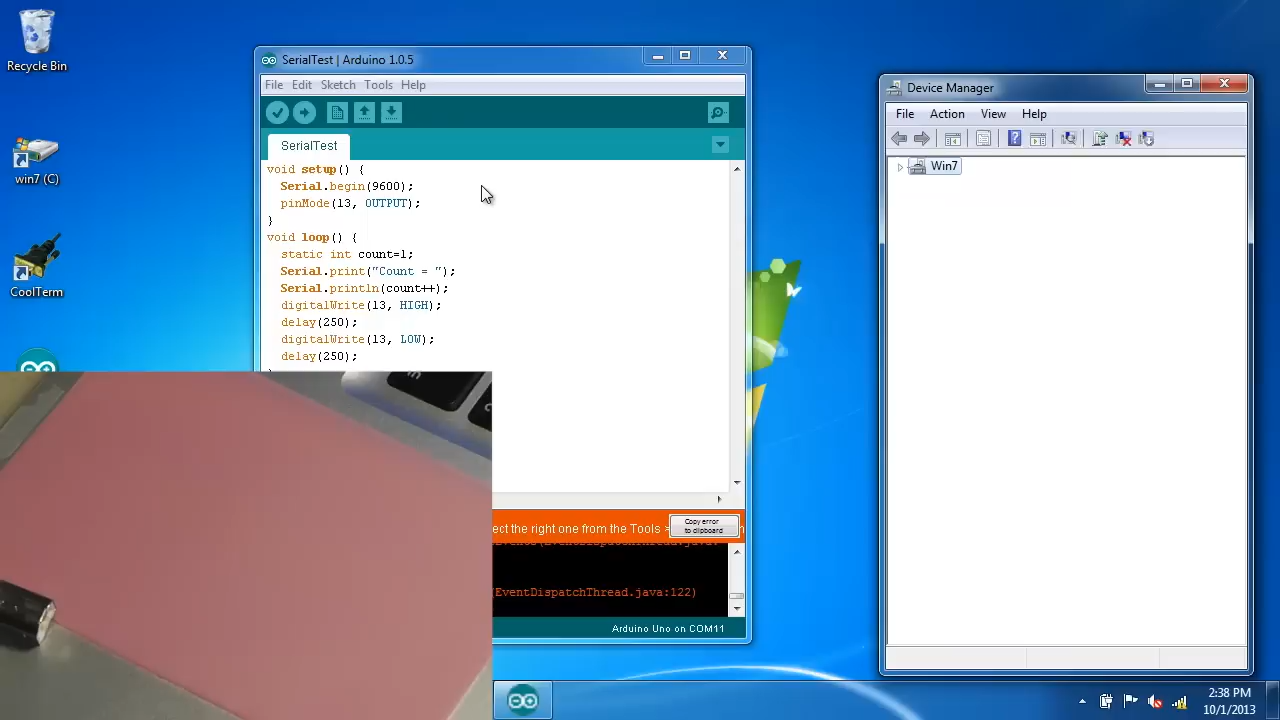 Recycle Bin
win7 (C)
CoolTerm
SerialTest | Arduino 1.0.5
File Edit Sketch Tools Help
SerialTest
void setup() {
Serial.begin(9600);
pinMode(13, OUTPUT);
}
void loop() {
static int count=1;
Serial.print("Count = ");
Serial.println(count++);
digitalWrite(13, HIGH);
delay(250);
digitalWrite(13, LOW);
delay(250);
ect the right one from the Tools >
Copy error
to clipboard
(EventDispatchThread.java:122)
Arduino Uno on COM11
Device Manager
File Action View Help
Win7
2:38 PM
10/1/2013